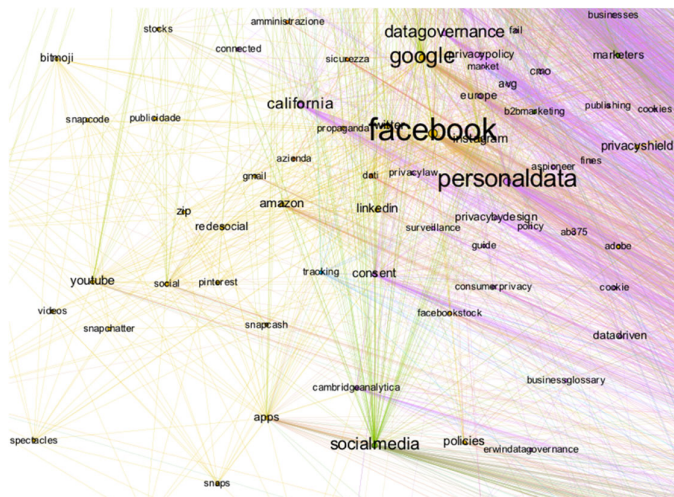 businesses
amministrazione
stocks
datagovernance
fail
connected
bitmoji
sicurezza
google
privacypolicy
marketers
market
cmo
avg
europe
california
b2bmarketing
publishing
cookies
snapcode
publicidade
propaganda
twitter
facebook
instagram
privacyshield
azienda
aspioneer
fines
gmail
dati
privacylaw
personaldata
zip
amazon
linkedin
redesocial
privacybydesign
surveillance
policy
ab375
guide
adobe
youtube
social
pinterest
tracking
consent
consumerprivacy
cookie
videos
snapchatter
snapcash
facebookstock
datadriven
cambridgeanalytica
businessglossary
apps
spectacles
socialmedia
policies
erwindatagovernance
snaps